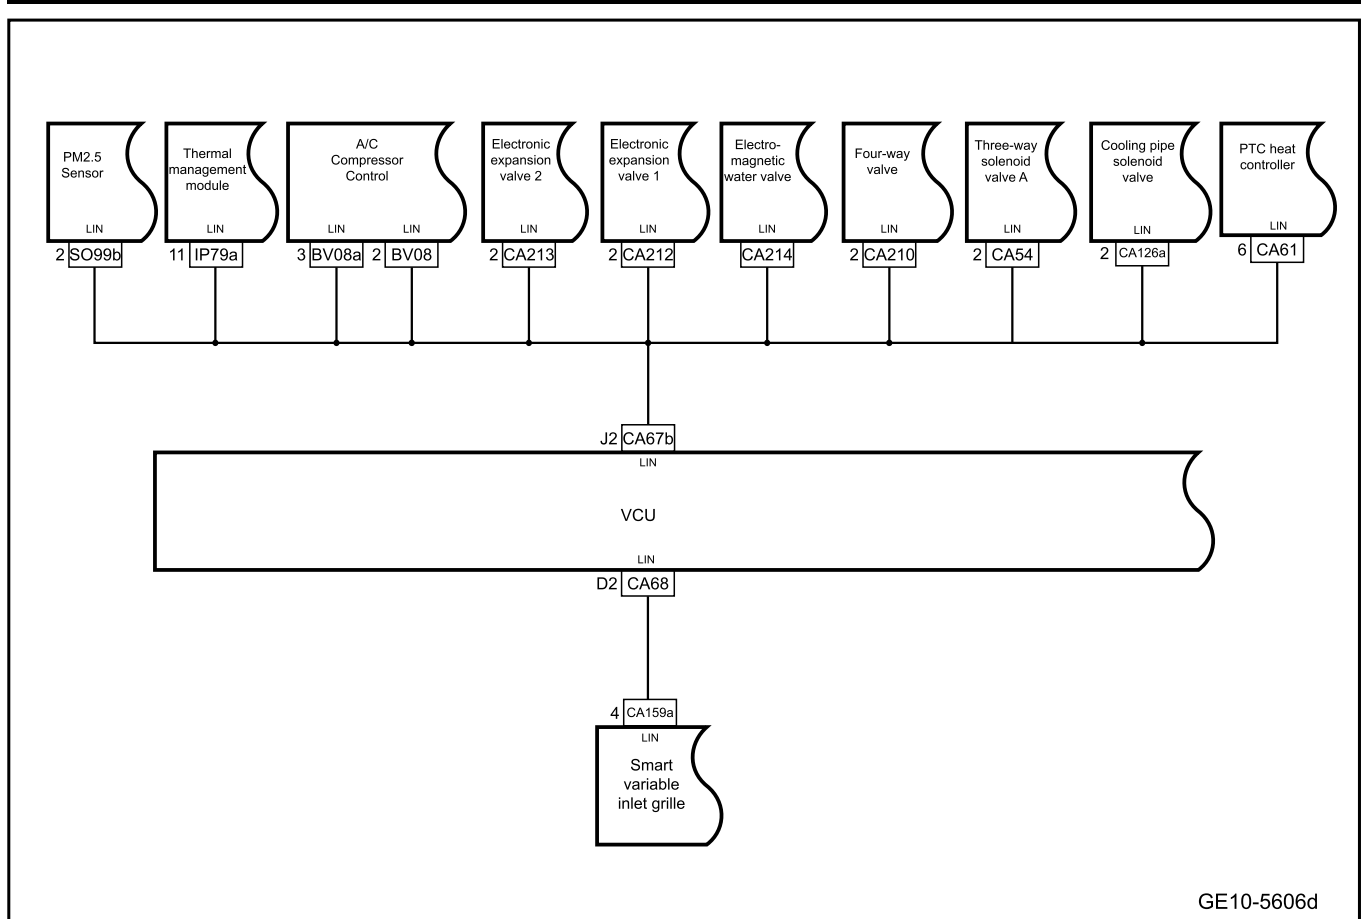 PM2.5
Sensor
LIN
2 SO99b
Thermal
management
module
LIN
11 IP79a
A/C
Compressor
Control
LIN LIN
3 BV08a 2 BV08
Electronic
expansion
valve 2
LIN
2 CA213
Electronic
expansion
valve 1
LIN
2 CA212
Electro-
magnetic
water valve
LIN
CA214
Four-way
valve
LIN
2 CA210
Three-way
solenoid
valve A
LIN
2 CA54
Cooling pipe
solenoid
valve
LIN
2 CA126a
PTC heat
controller
LIN
6 CA61
J2 CA67b
LIN
VCU
LIN
D2 CA68
4 CA159a
LIN
Smart
variable
inlet grille
GE10-5606d